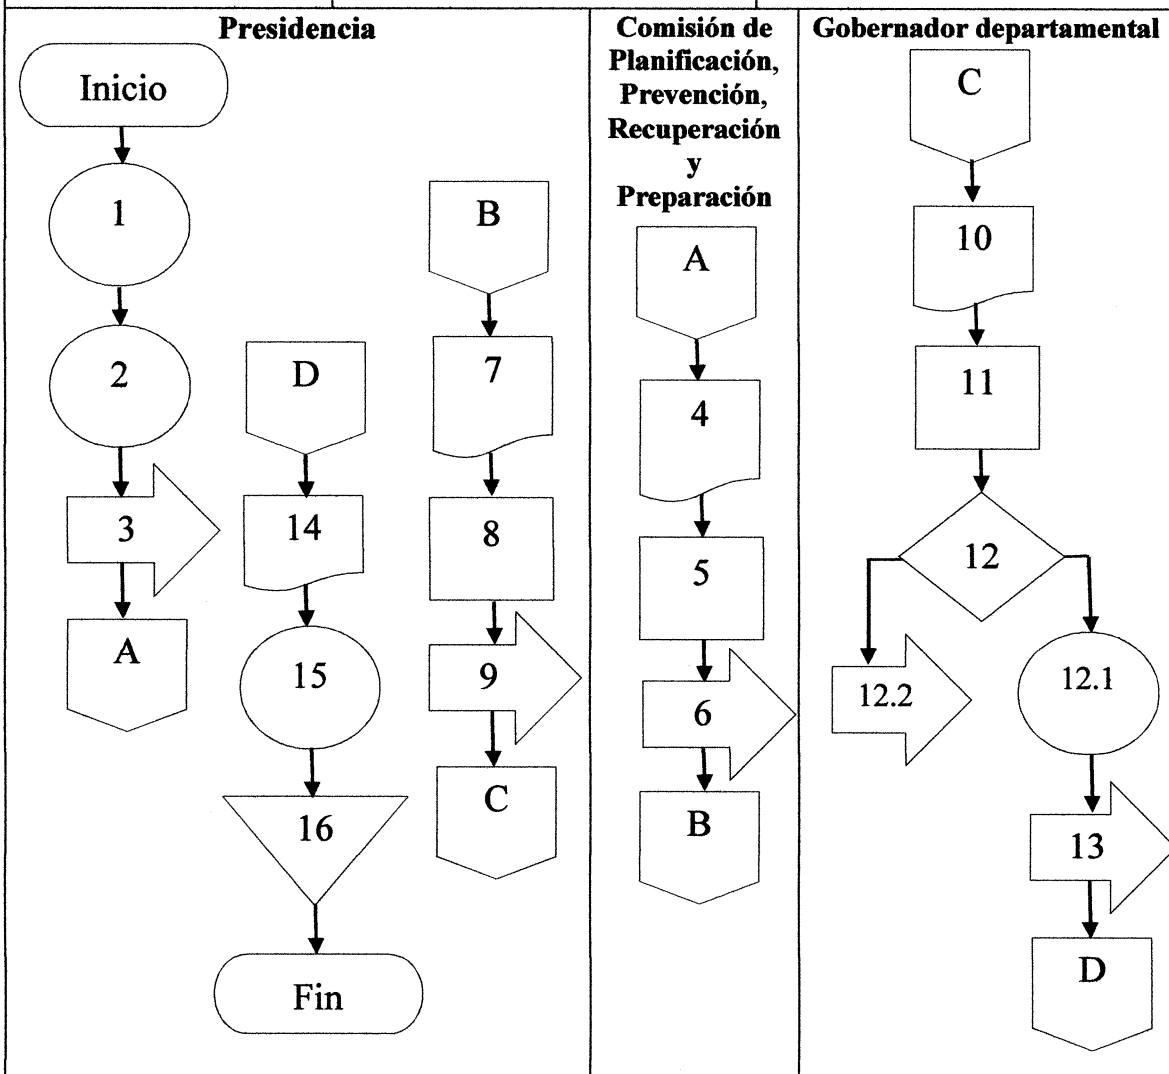 Presidencia
Inicio
1
2
3
A
D
14
15
16
Fin
B
7
8
9
C
Comisión de
Planificación,
Prevención,
Recuperación
y
Preparación
A
4
5
6
B
Gobernador departamental
C
10
11
12
12.2
12.1
13
D